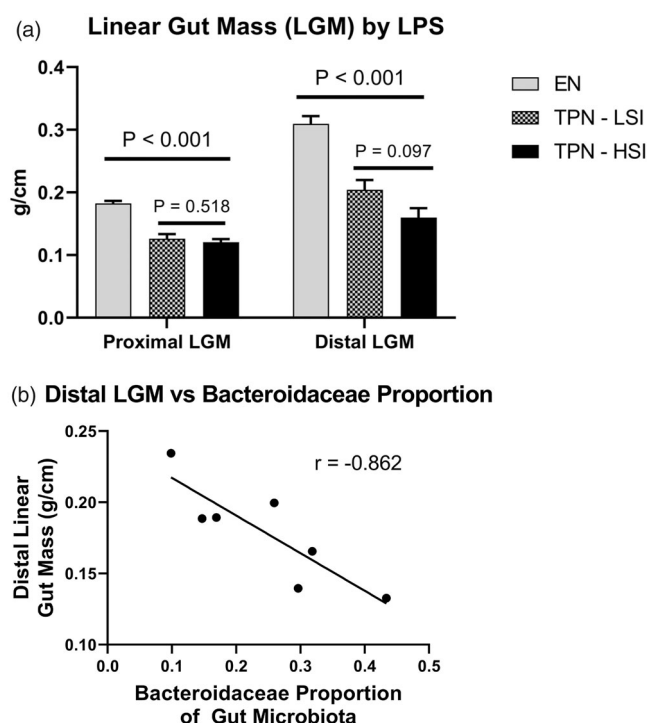 (a) Linear Gut Mass (LGM) by LPS
g/cm
0.4
0.3
0.2
0.1
0.0
P < 0.001
P = 0.518
P < 0.001
P = 0.097
Proximal LGM
Distal LGM
EN
TPN - LSI
TPN - HSI
(b) Distal LGM vs Bacteroidaceae Proportion
Distal Linear
Gut Mass (g/cm)
0.25
0.20
0.15
0.10
r = -0.862
0.0 0.1 0.2 0.3 0.4 0.5
Bacteroidaceae Proportion
of Gut Microbiota